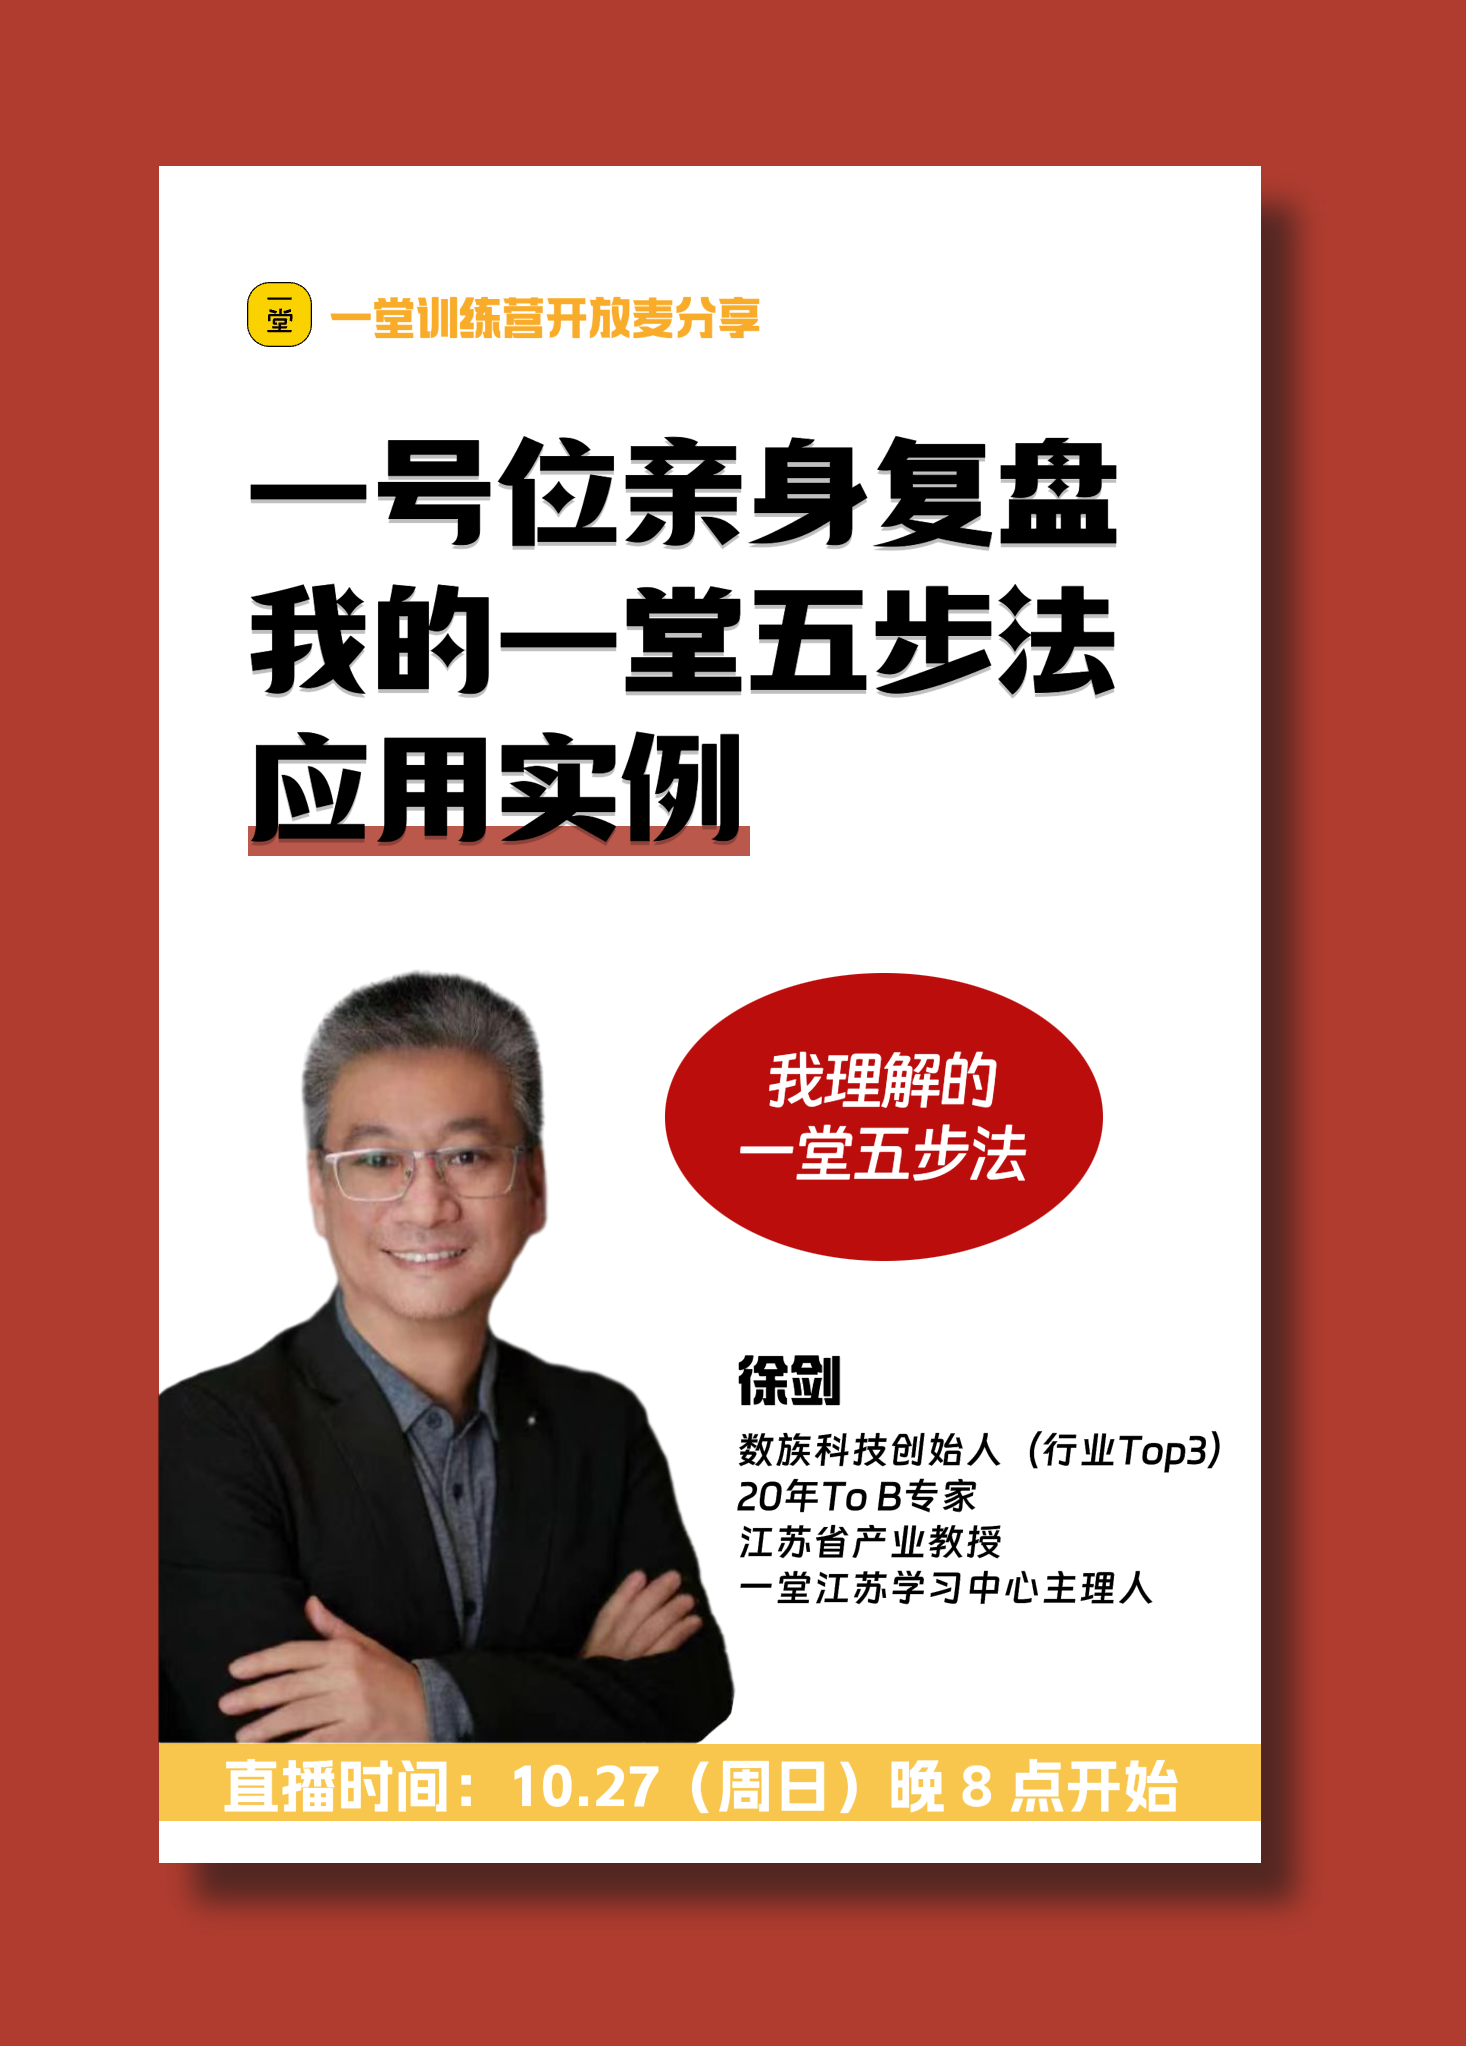 一堂
一堂训练营开放麦分享
一号位亲身复盘
我的一堂五步法
应用实例
我理解的
一堂五步法
徐剑
数族科技创始人（行业Top3）
20年To B专家
江苏省产业教授
一堂江苏学习中心主理人
直播时间：10.27（周日）晚 8 点开始